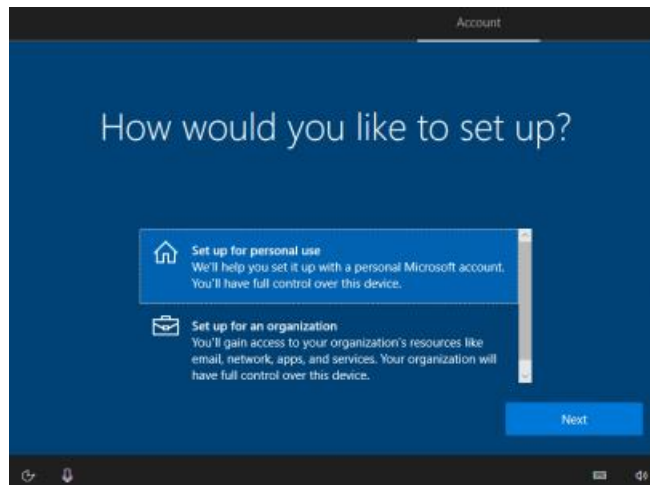 Account
How would you like to set up?
Set up for personal use
We'll help you set it up with a personal Microsoft account.
You'll have full control over this device.
Set up for an organization
You'll gain access to your organization's resources like
email, network, apps, and services. Your organization will
have full control over this device.
Next